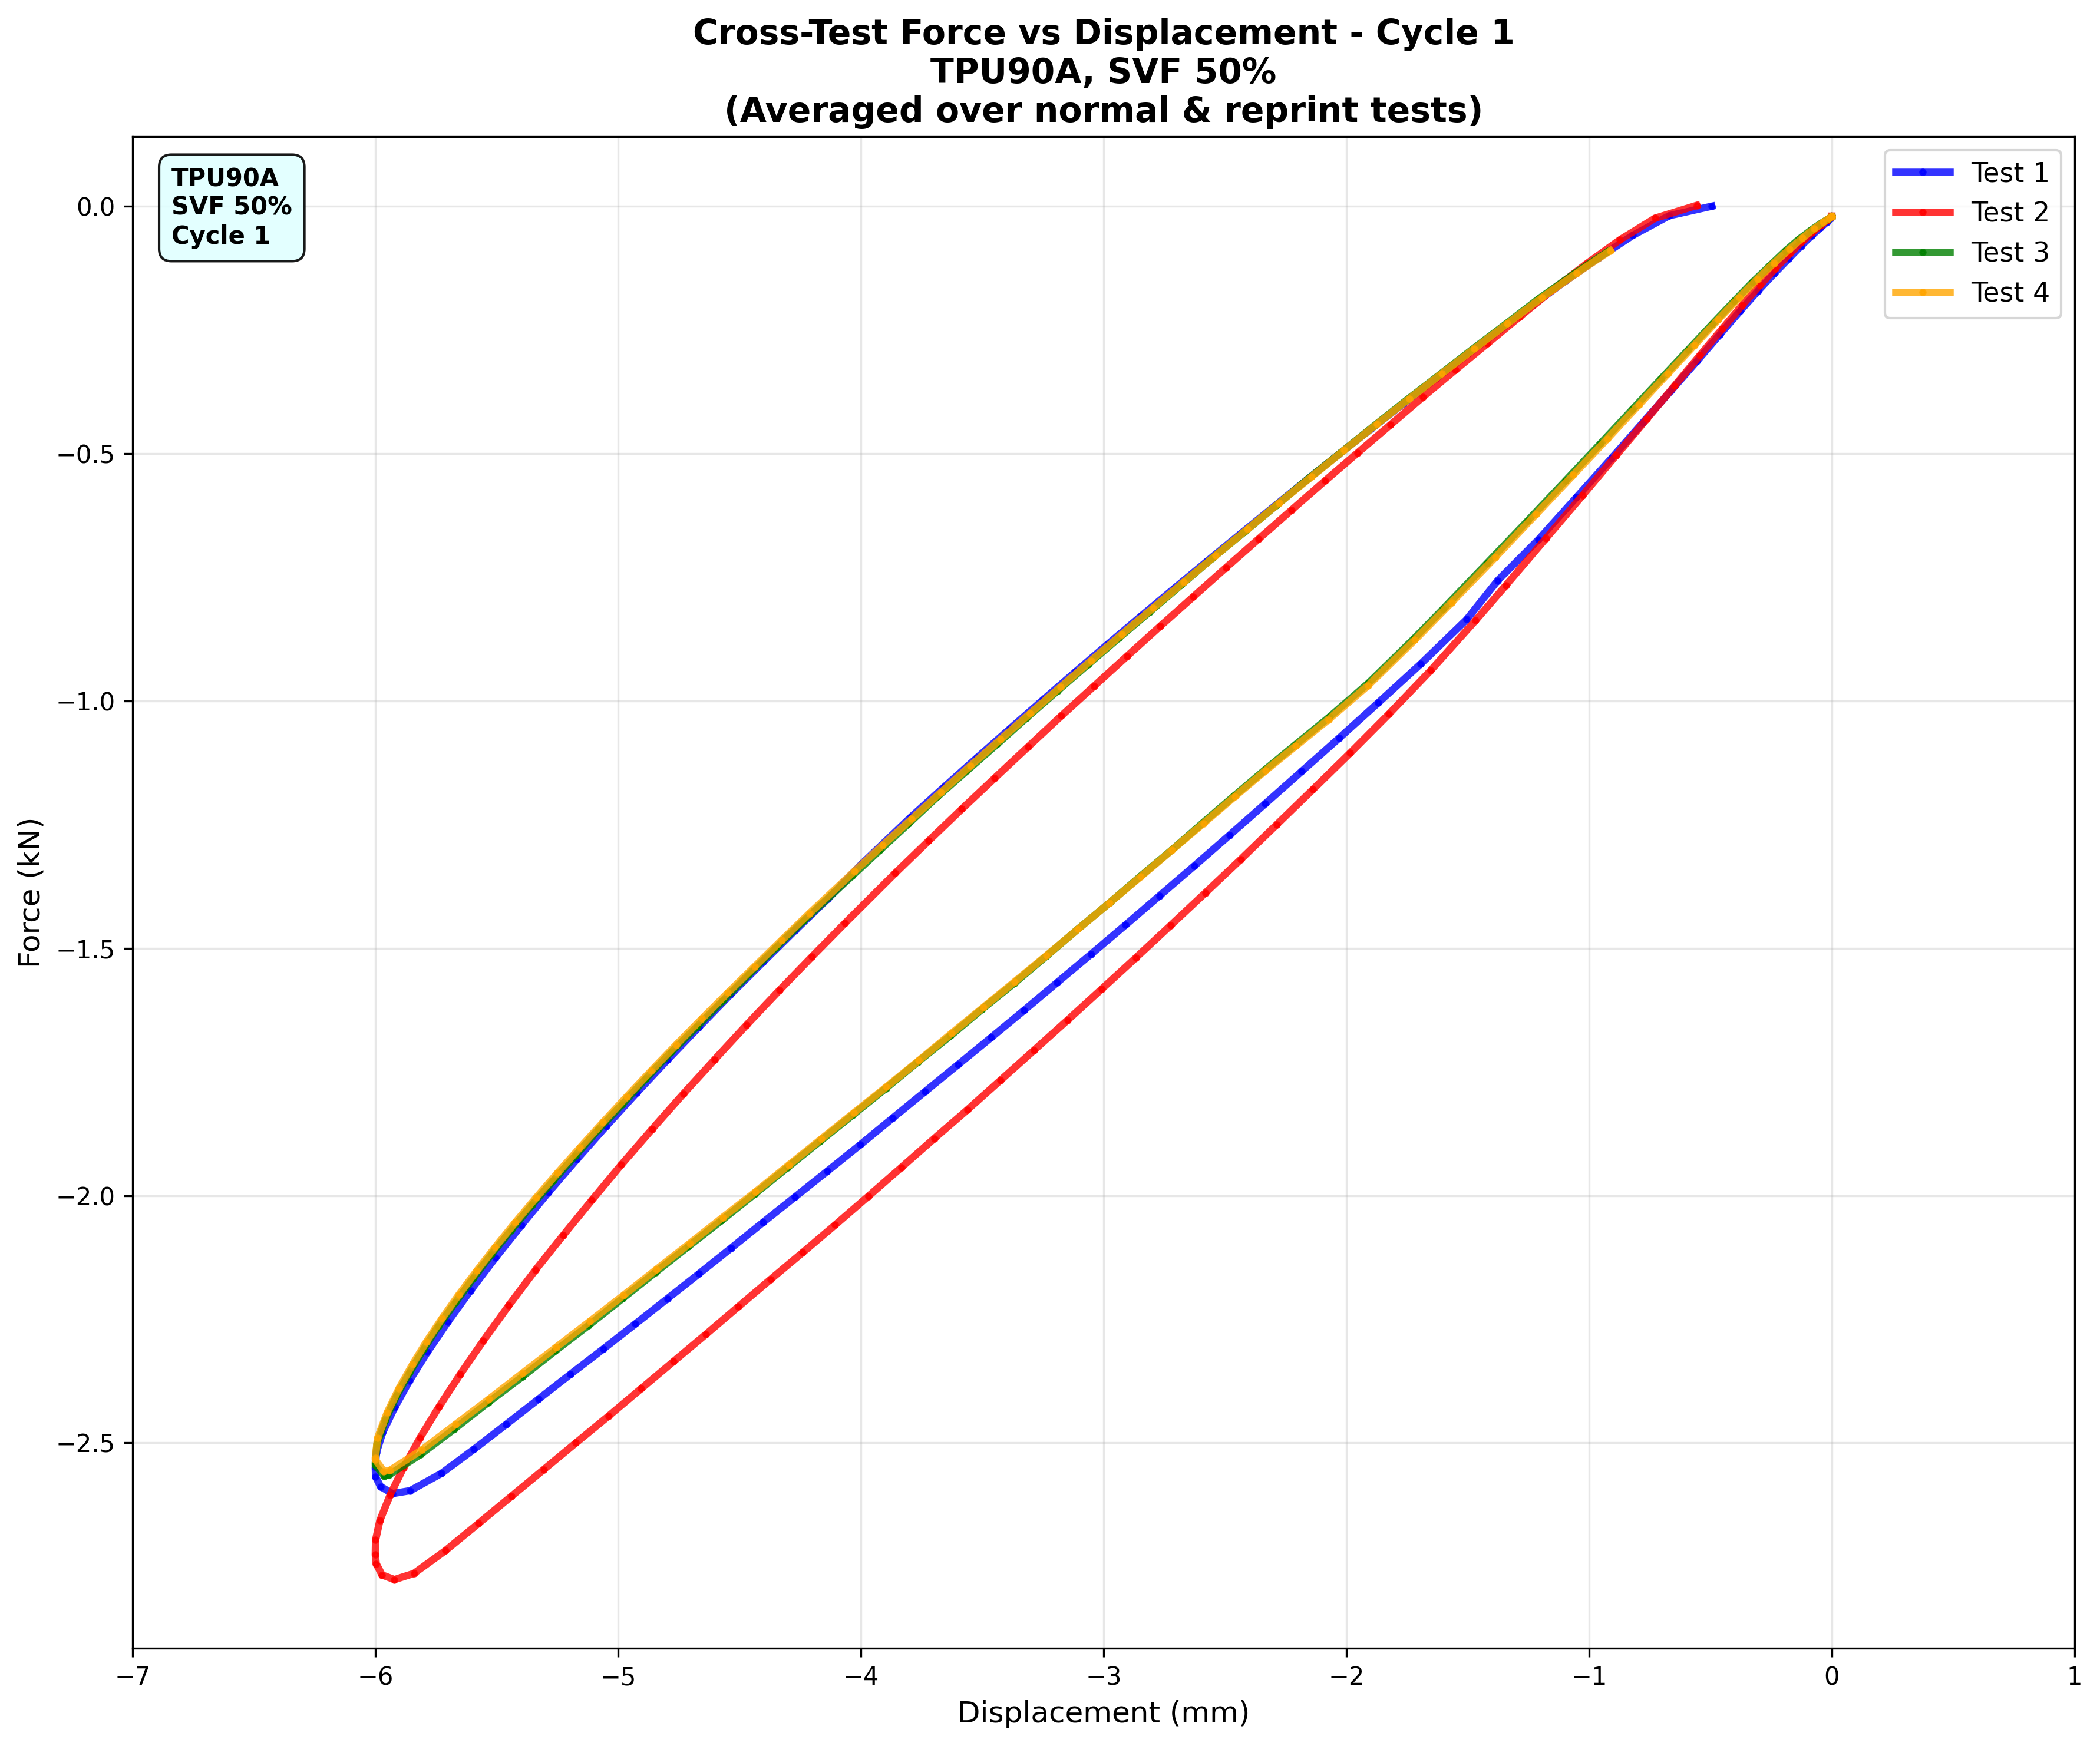 Cross-Test Force vs Displacement - Cycle 1
TPU90A, SVF 50%
(Averaged over normal & reprint tests)
TPU90A
SVF 50%
Cycle 1
Test 1
Test 2
Test 3
Test 4
Force (kN)
0.0
−0.5
−1.0
−1.5
−2.0
−2.5
−7 −6 −5 −4 −3 −2 −1 0 1
Displacement (mm)